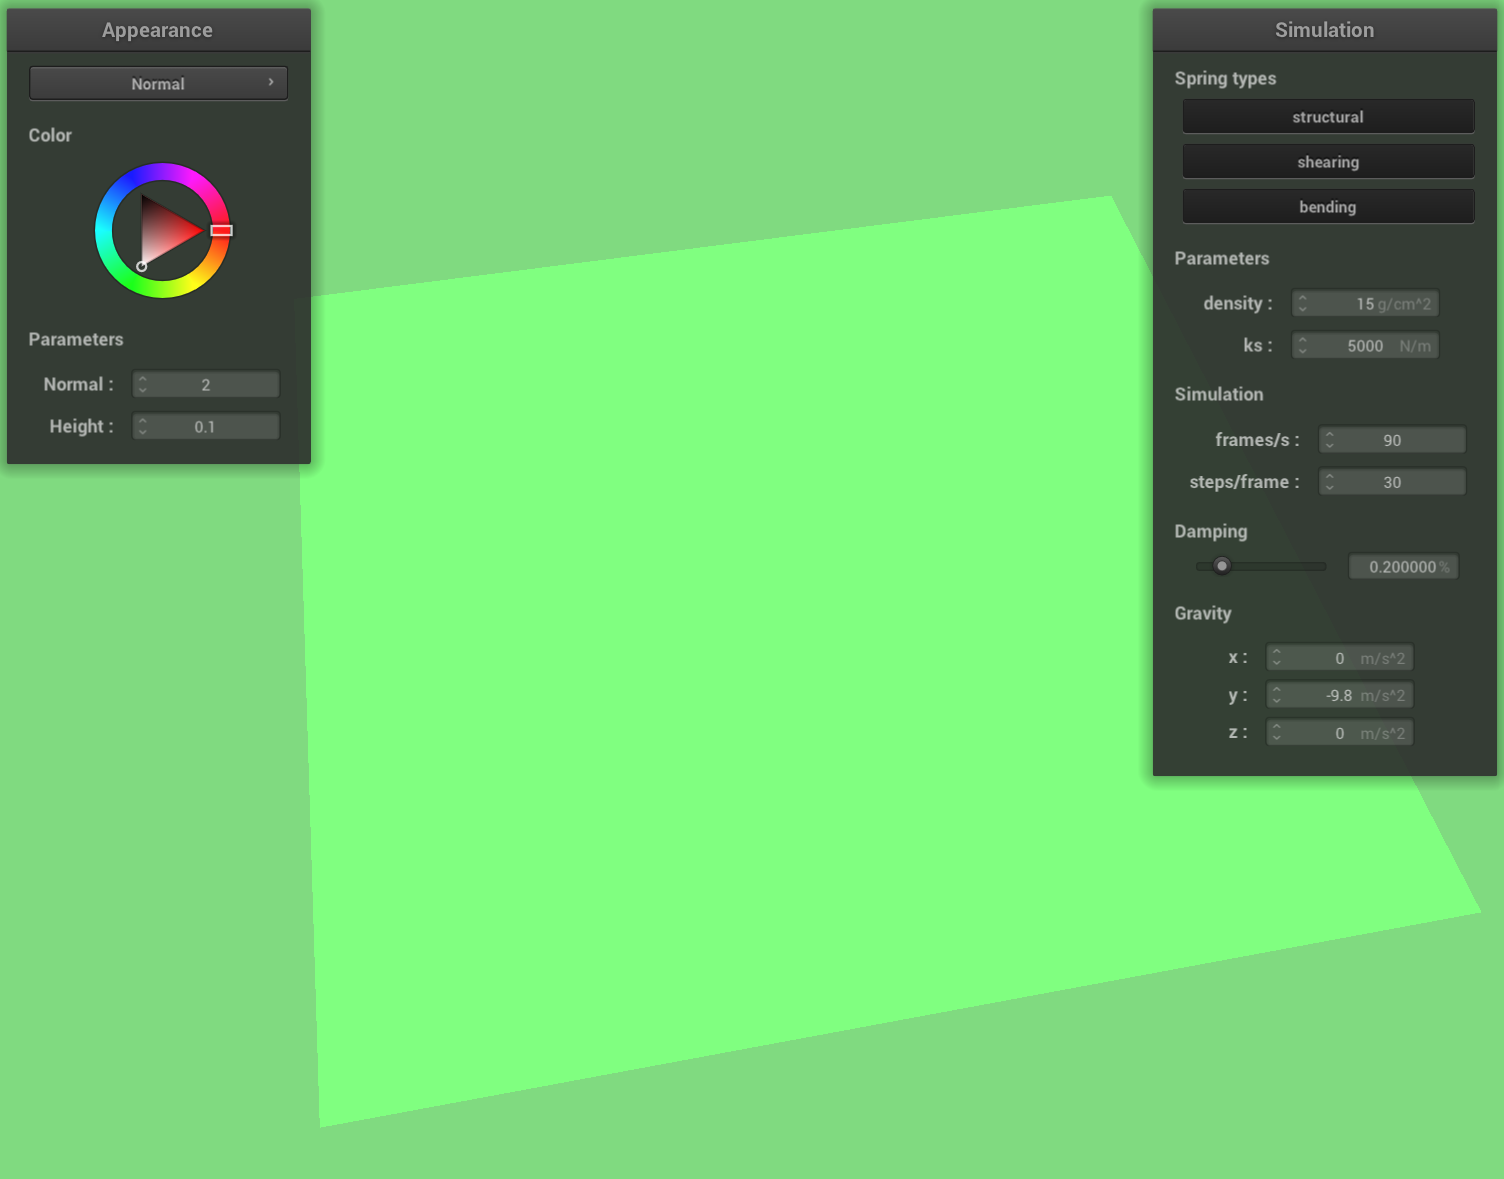 Appearance
Normal
Color
Parameters
Normal : 2
Height : 0.1
Simulation
Spring types
structural
shearing
bending
Parameters
density : 15 g/cm^2
ks : 5000 N/m
Simulation
frames/s : 90
steps/frame : 30
Damping
0.200000 %
Gravity
x : 0 m/s^2
y : -9.8 m/s^2
z : 0 m/s^2